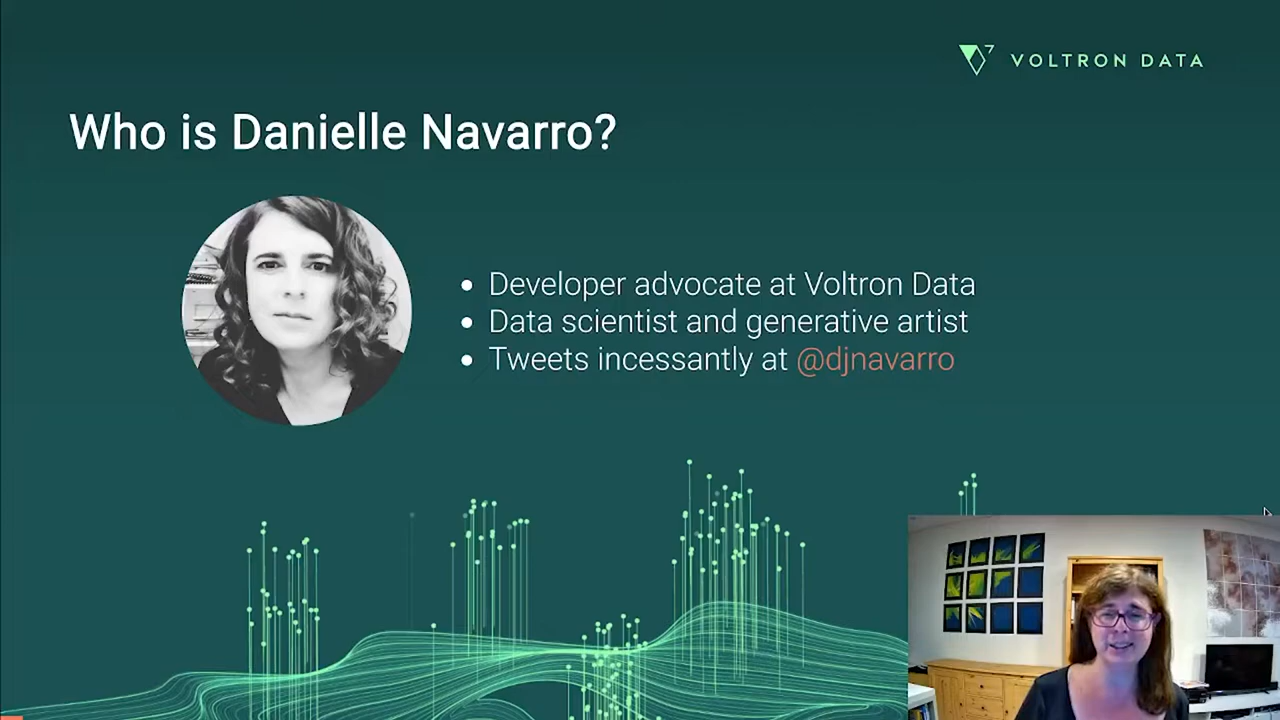 VOLTRON DATA
Who is Danielle Navarro?
• Developer advocate at Voltron Data
• Data scientist and generative artist
• Tweets incessantly at @djnavarro